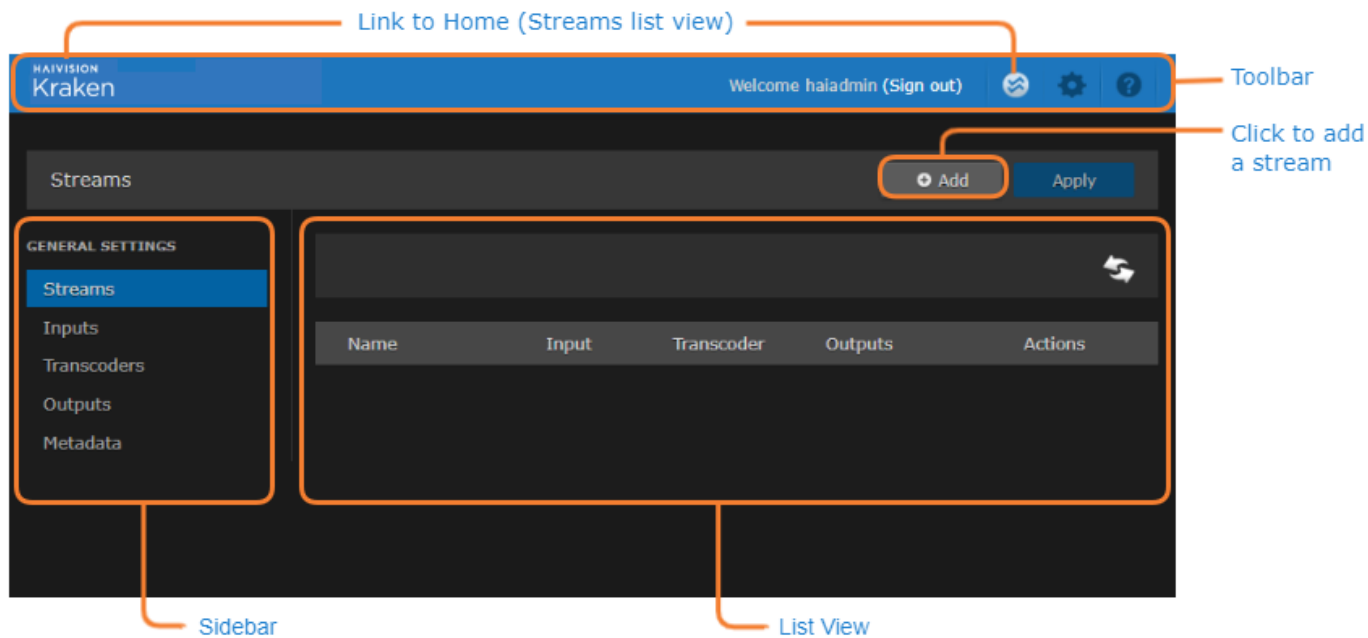 Link to Home (Streams list view)
HAIVISION
Kraken
Welcome haiadmin (Sign out)
?
Toolbar
Click to add
a stream
Streams
Add
Apply
GENERAL SETTINGS
Streams
Inputs
Transcoders
Outputs
Metadata
Name Input Transcoder Outputs Actions
Sidebar
List View